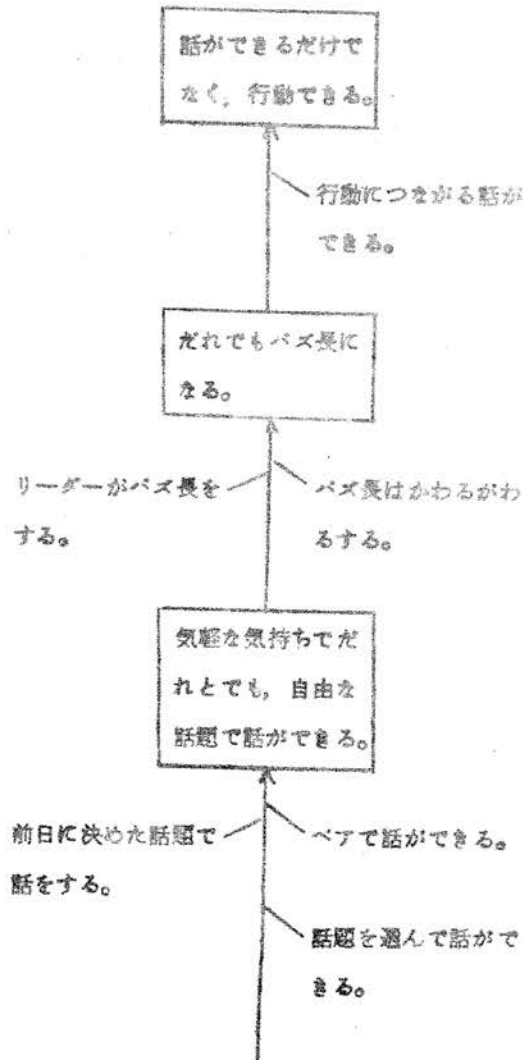 話ができるだけで
なく，行動できる。
行動につながる話が
できる。
だれでもバズ長に
なる。
リーダーがバズ長を
する。
バズ長はかわるがわ
るする。
気軽な気持ちでだ
れとでも，自由な
話題で話ができる。
前日に決めた話題で
話をする。
ペアで話ができる。
話題を選んで話がで
きる。